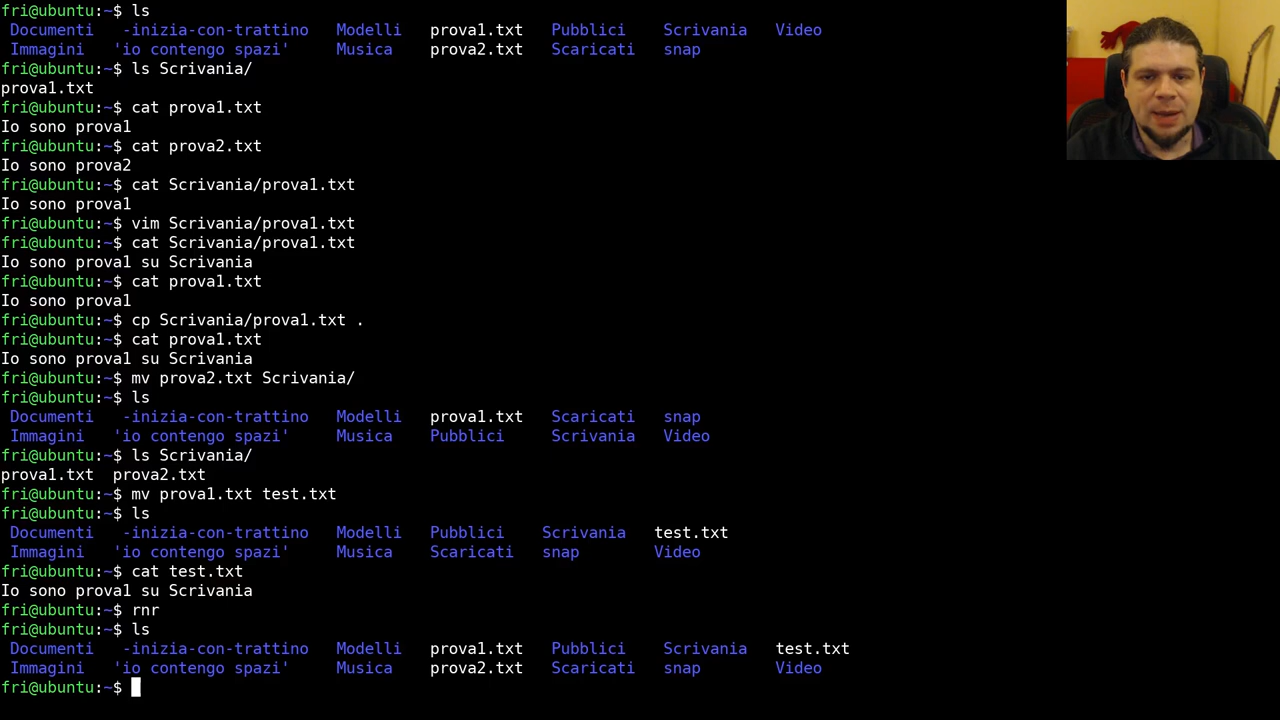 fri@ubuntu:~$ ls
Documenti -inizia-con-trattino Modelli prova1.txt Pubblici Scrivania Video
Immagini 'io contengo spazi' Musica prova2.txt Scaricati snap
fri@ubuntu:~$ ls Scrivania/
prova1.txt
fri@ubuntu:~$ cat prova1.txt
Io sono prova1
fri@ubuntu:~$ cat prova2.txt
Io sono prova2
fri@ubuntu:~$ cat Scrivania/prova1.txt
Io sono prova1
fri@ubuntu:~$ vim Scrivania/prova1.txt
fri@ubuntu:~$ cat Scrivania/prova1.txt
Io sono prova1 su Scrivania
fri@ubuntu:~$ cat prova1.txt
Io sono prova1
fri@ubuntu:~$ cp Scrivania/prova1.txt .
fri@ubuntu:~$ cat prova1.txt
Io sono prova1 su Scrivania
fri@ubuntu:~$ mv prova2.txt Scrivania/
fri@ubuntu:~$ ls
Documenti -inizia-con-trattino Modelli prova1.txt Scaricati snap
Immagini 'io contengo spazi' Musica Pubblici Scrivania Video
fri@ubuntu:~$ ls Scrivania/
prova1.txt prova2.txt
fri@ubuntu:~$ mv prova1.txt test.txt
fri@ubuntu:~$ ls
Documenti -inizia-con-trattino Modelli Pubblici Scrivania test.txt
Immagini 'io contengo spazi' Musica Scaricati snap Video
fri@ubuntu:~$ cat test.txt
Io sono prova1 su Scrivania
fri@ubuntu:~$ rnr
fri@ubuntu:~$ ls
Documenti -inizia-con-trattino Modelli prova1.txt Pubblici Scrivania test.txt
Immagini 'io contengo spazi' Musica prova2.txt Scaricati snap Video
fri@ubuntu:~$